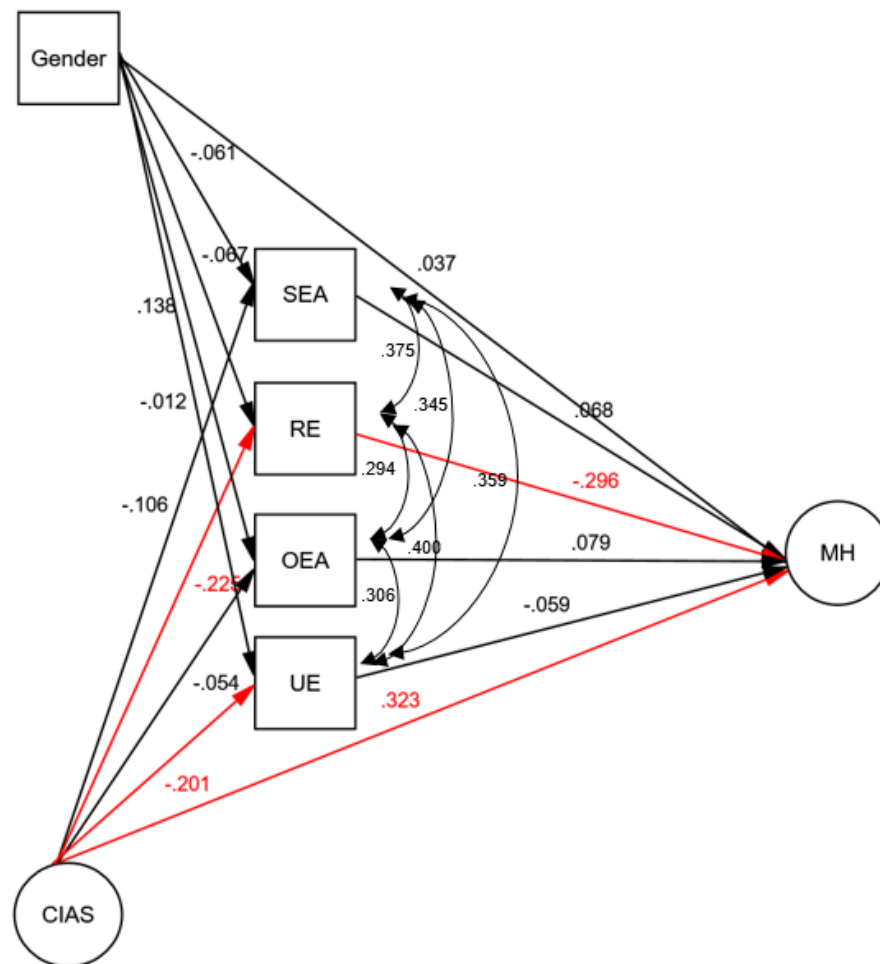 Gender
-.061
-.067
.037
.138
SEA
.375
-.012
.345
.068
RE
.294
.359
-.296
-.106
.079
OEA
.400
MH
-.225
.306
-.059
-.054
UE
.323
-.201
CIAS